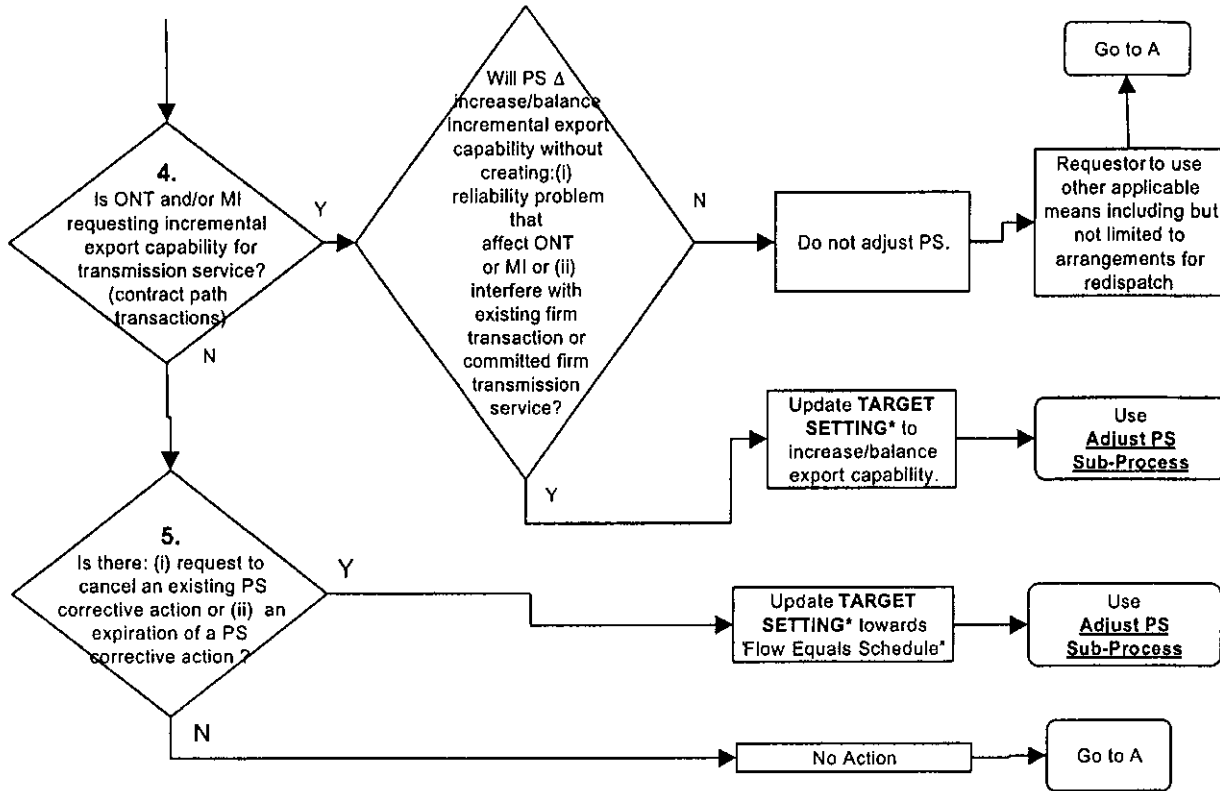 4.
Is ONT and/or MI
requesting incremental
export capability for
transmission service?
(contract path
transactions)
Y
N
Will PS Δ
increase/balance
incremental export
capability without
creating:(i)
reliability problem
that
affect ONT
or MI or (ii)
interfere with
existing firm
transaction or
committed firm
transmission
service?
N
Y
Do not adjust PS.
Requestor to use
other applicable
means including but
not limited to
arrangements for
redispatch
Go to A
Update TARGET
SETTING* to
increase/balance
export capability.
Use
Adjust PS
Sub-Process
5.
Is there: (i) request to
cancel an existing PS
corrective action or (ii) an
expiration of a PS
corrective action ?
Y
N
Update TARGET
SETTING* towards
'Flow Equals Schedule"
Use
Adjust PS
Sub-Process
No Action
Go to A